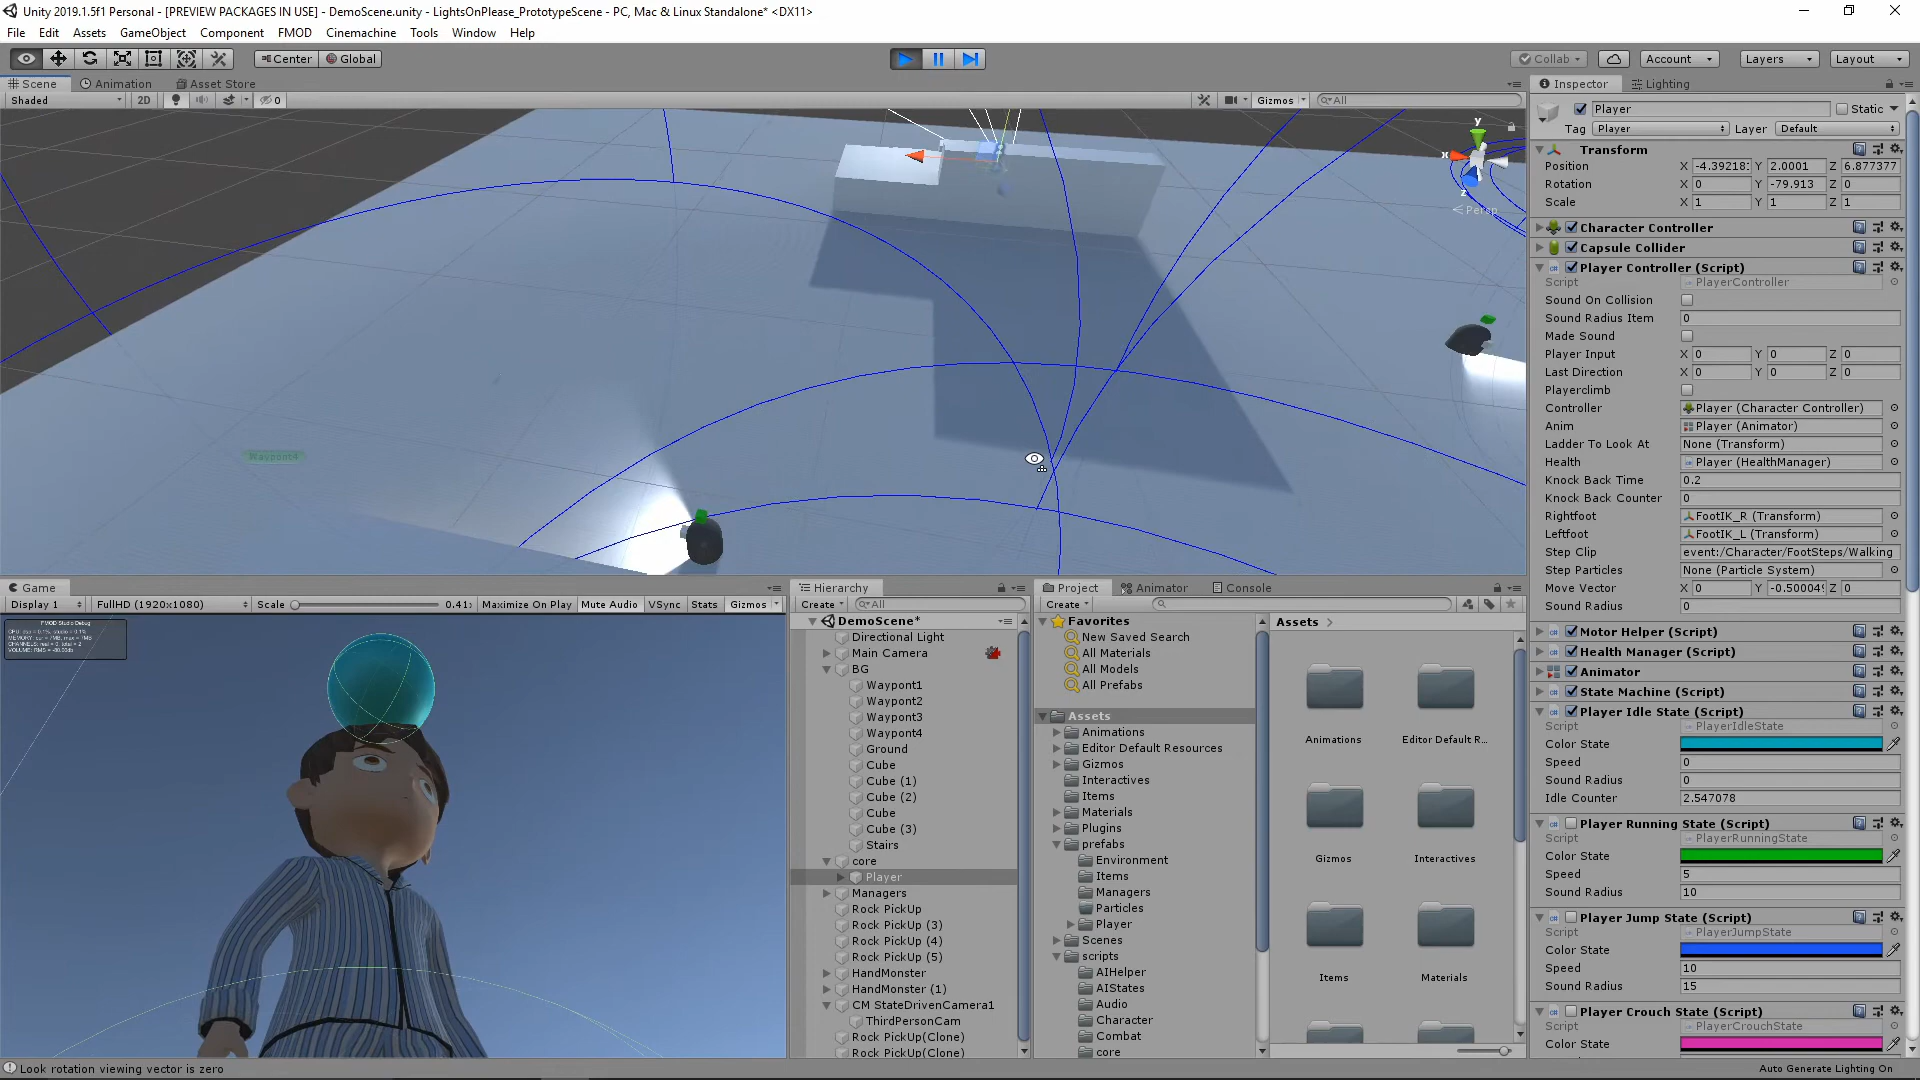 Unity 2019.1.5f1 Personal - [PREVIEW PACKAGES IN USE] - DemoScene.unity - LightsOnPlease_PrototypeScene - PC, Mac & Linux Standalone* <DX11>
File Edit Assets GameObject Component FMOD Cinemachine Tools Window Help
Center Global Collab Account Layers Layout
Scene Animation Asset Store
Shaded 2D 0 Gizmos All
y
x
z
Persp
Waypont4
Inspector Lighting
Player Static
Tag Player Layer Default
Transform
Position X -4.392181 Y 2.0001 Z 6.877377
Rotation X 0 Y -79.913 Z 0
Scale X 1 Y 1 Z 1
Character Controller
Capsule Collider
Player Controller (Script)
Script PlayerController
Sound On Collision
Sound Radius Item 0
Made Sound
Player Input X 0 Y 0 Z 0
Last Direction X 0 Y 0 Z 0
Playerclimb
Controller Player (Character Controller)
Anim Player (Animator)
Ladder To Look At None (Transform)
Health Player (HealthManager)
Knock Back Time 0.2
Knock Back Counter 0
Rightfoot FootIK_R (Transform)
Leftfoot FootIK_L (Transform)
Step Clip event:/Character/FootSteps/Walking
Step Particles None (Particle System)
Move Vector X 0 Y -0.500049 Z 0
Sound Radius 0
Motor Helper (Script)
Health Manager (Script)
Animator
State Machine (Script)
Player Idle State (Script)
Script PlayerIdleState
Color State
Speed 0
Sound Radius 0
Idle Counter 2.547078
Player Running State (Script)
Script PlayerRunningState
Color State
Speed 5
Sound Radius 10
Player Jump State (Script)
Script PlayerJumpState
Color State
Speed 10
Sound Radius 15
Player Crouch State (Script)
Script PlayerCrouchState
Color State
Game
Display 1 FullHD (1920x1080) Scale 0.41 Maximize On Play Mute Audio VSync Stats Gizmos
FMOD Studio Debug
Hierarchy
Create All
DemoScene*
Directional Light
Main Camera
BG
Waypont1
Waypont2
Waypont3
Waypont4
Ground
Cube
Cube (1)
Cube (2)
Cube
Cube (3)
Stairs
core
Player
Managers
Rock PickUp
Rock PickUp (3)
Rock PickUp (4)
Rock PickUp (5)
HandMonster
HandMonster (1)
CM StateDrivenCamera1
ThirdPersonCam
Rock PickUp(Clone)
Rock PickUp(Clone)
Project Animator Console
Create
Favorites
New Saved Search
All Materials
All Models
All Prefabs
Assets
Animations
Editor Default Resources
Gizmos
Interactives
Items
Materials
Plugins
prefabs
Environment
Items
Managers
Particles
Player
Scenes
scripts
AIHelper
AIStates
Audio
Character
Combat
core
Assets
Animations Editor Default R...
Gizmos Interactives
Items Materials
Look rotation viewing vector is zero
Auto Generate Lighting On